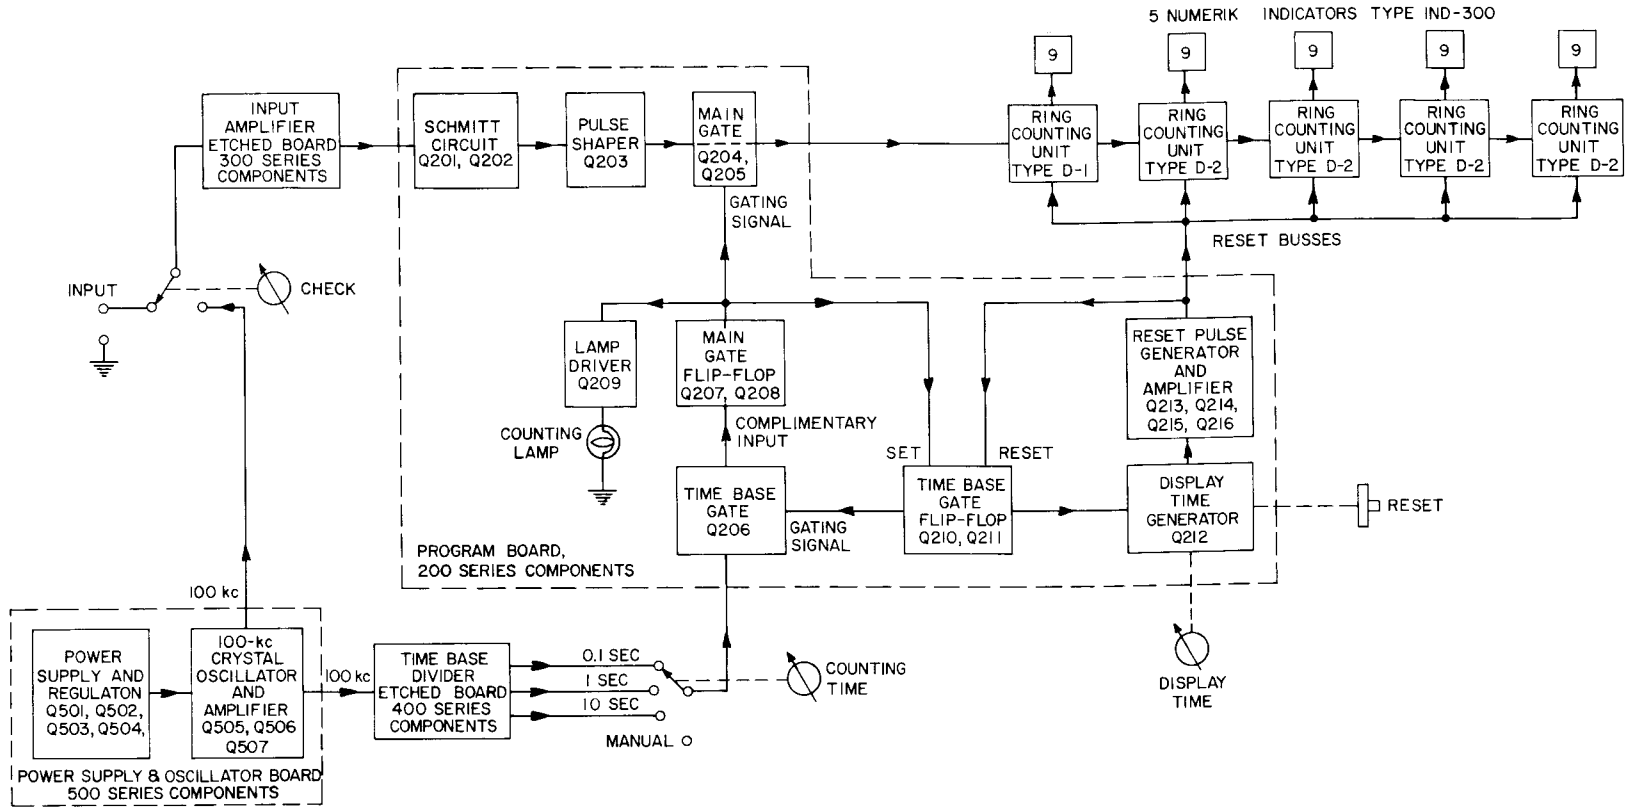 5 NUMERIK INDICATORS TYPE IND-300
9
9
9
9
9
INPUT
AMPLIFIER
ETCHED BOARD
300 SERIES
COMPONENTS
SCHMITT
CIRCUIT
Q201, Q202
PULSE
SHAPER
Q203
MAIN
GATE
Q204,
Q205
RING
COUNTING
UNIT
TYPE D-1
RING
COUNTING
UNIT
TYPE D-2
RING
COUNTING
UNIT
TYPE D-2
RING
COUNTING
UNIT
TYPE D-2
RING
COUNTING
UNIT
TYPE D-2
GATING
SIGNAL
RESET BUSSES
INPUT
CHECK
LAMP
DRIVER
Q209
MAIN
GATE
FLIP-FLOP
Q207, Q208
RESET PULSE
GENERATOR
AND
AMPLIFIER
Q213, Q214,
Q215, Q216
COUNTING
LAMP
COMPLIMENTARY
INPUT
SET
RESET
TIME BASE
GATE
Q206
GATING
SIGNAL
TIME BASE
GATE
FLIP-FLOP
Q210, Q211
DISPLAY
TIME
GENERATOR
Q212
RESET
PROGRAM BOARD,
200 SERIES COMPONENTS
100 kc
POWER
SUPPLY AND
REGULATON
Q501, Q502,
Q503, Q504,
100-kc
CRYSTAL
OSCILLATOR
AND
AMPLIFIER
Q505, Q506
Q507
100 kc
TIME BASE
DIVIDER
ETCHED BOARD
400 SERIES
COMPONENTS
0.1 SEC
1 SEC
10 SEC
MANUAL
COUNTING
TIME
DISPLAY
TIME
POWER SUPPLY & OSCILLATOR BOARD
500 SERIES COMPONENTS